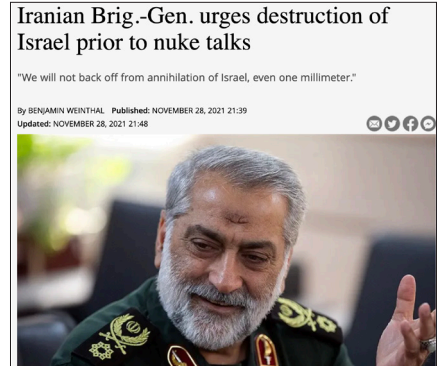 Iranian Brig.-Gen. urges destruction of
Israel prior to nuke talks
"We will not back off from annihilation of Israel, even one millimeter."
By BENJAMIN WEINTHAL Published: NOVEMBER 28, 2021 21:39
Updated: NOVEMBER 28, 2021 21:48